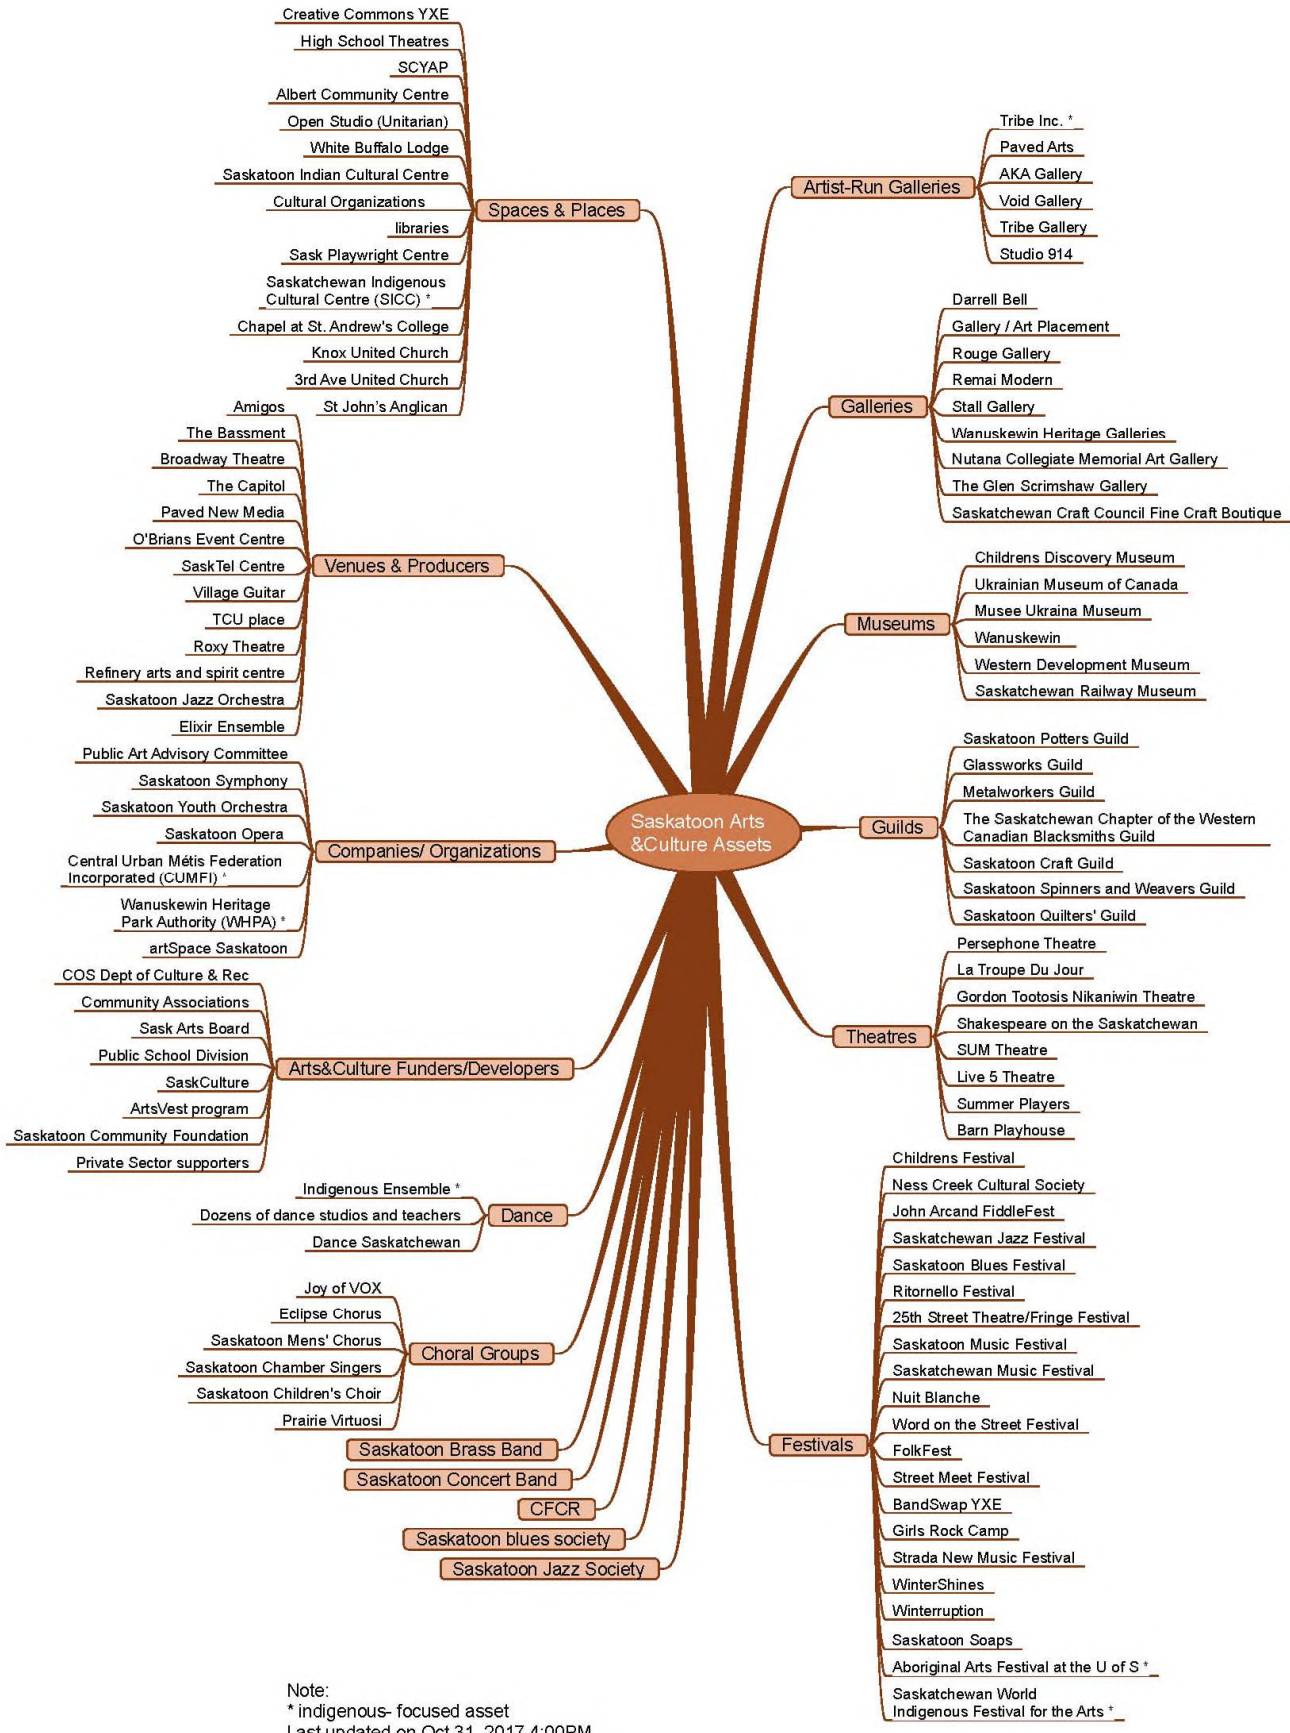 Creative Commons YXE
High School Theatres
SCYAP
Albert Community Centre
Open Studio (Unitarian)
White Buffalo Lodge
Saskatoon Indian Cultural Centre
Cultural Organizations
libraries
Sask Playwright Centre
Saskatchewan Indigenous
Cultural Centre (SICC) *
Chapel at St. Andrew's College
Knox United Church
3rd Ave United Church
St John's Anglican
Spaces & Places
Amigos
The Bassment
Broadway Theatre
The Capitol
Paved New Media
O'Brians Event Centre
SaskTel Centre
Village Guitar
TCU place
Roxy Theatre
Refinery arts and spirit centre
Saskatoon Jazz Orchestra
Elixir Ensemble
Venues & Producers
Public Art Advisory Committee
Saskatoon Symphony
Saskatoon Youth Orchestra
Saskatoon Opera
Central Urban Métis Federation
Incorporated (CUMFI) *
Wanuskewin Heritage
Park Authority (WHPA) *
artSpace Saskatoon
Companies/ Organizations
COS Dept of Culture & Rec
Community Associations
Sask Arts Board
Public School Division
SaskCulture
ArtsVest program
Saskatoon Community Foundation
Private Sector supporters
Arts&Culture Funders/Developers
Indigenous Ensemble *
Dozens of dance studios and teachers
Dance Saskatchewan
Dance
Joy of VOX
Eclipse Chorus
Saskatoon Mens' Chorus
Saskatoon Chamber Singers
Saskatoon Children's Choir
Prairie Virtuosi
Choral Groups
Saskatoon Brass Band
Saskatoon Concert Band
CFCR
Saskatoon blues society
Saskatoon Jazz Society
Saskatoon Arts
&Culture Assets
Artist-Run Galleries
Tribe Inc. *
Paved Arts
AKA Gallery
Void Gallery
Tribe Gallery
Studio 914
Galleries
Darrell Bell
Gallery / Art Placement
Rouge Gallery
Remai Modern
Stall Gallery
Wanuskewin Heritage Galleries
Nutana Collegiate Memorial Art Gallery
The Glen Scrimshaw Gallery
Saskatchewan Craft Council Fine Craft Boutique
Museums
Childrens Discovery Museum
Ukrainian Museum of Canada
Musee Ukraina Museum
Wanuskewin
Western Development Museum
Saskatchewan Railway Museum
Guilds
Saskatoon Potters Guild
Glassworks Guild
Metalworkers Guild
The Saskatchewan Chapter of the Western
Canadian Blacksmiths Guild
Saskatoon Craft Guild
Saskatoon Spinners and Weavers Guild
Saskatoon Quilters' Guild
Theatres
Persephone Theatre
La Troupe Du Jour
Gordon Tootosis Nikaniwin Theatre
Shakespeare on the Saskatchewan
SUM Theatre
Live 5 Theatre
Summer Players
Barn Playhouse
Festivals
Childrens Festival
Ness Creek Cultural Society
John Arcand FiddleFest
Saskatchewan Jazz Festival
Saskatoon Blues Festival
Ritornello Festival
25th Street Theatre/Fringe Festival
Saskatoon Music Festival
Saskatchewan Music Festival
Nuit Blanche
Word on the Street Festival
FolkFest
Street Meet Festival
BandSwap YXE
Girls Rock Camp
Strada New Music Festival
WinterShines
Winterruption
Saskatoon Soaps
Aboriginal Arts Festival at the U of S *
Saskatchewan World
Indigenous Festival for the Arts *
Note:
* indigenous- focused asset
Last updated on Oct 31, 2017 4:00PM